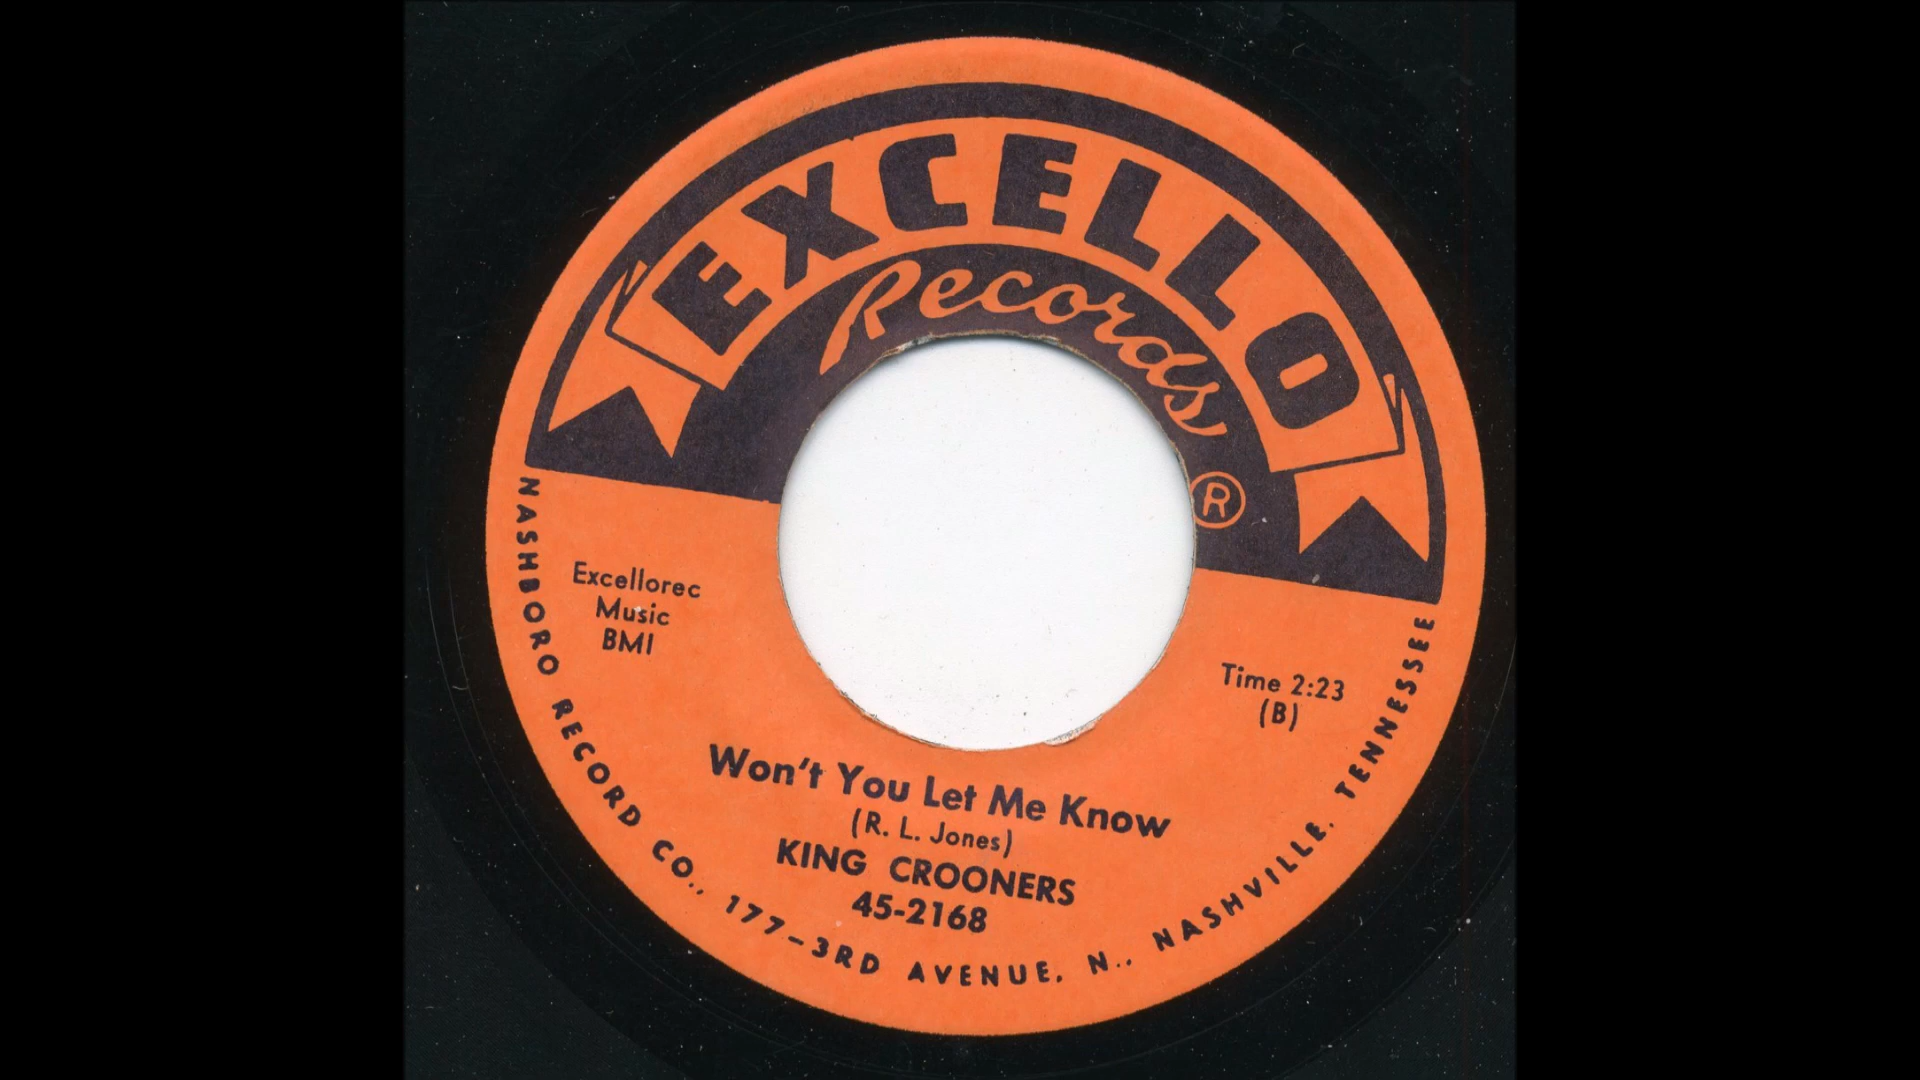 EXCELLO
Records
®
Excellorec
Music
BMI
Time 2:23
(B)
Won't You Let Me Know
(R. L. Jones)
KING CROONERS
45-2168
NASHBORO RECORD CO., 177-3RD AVENUE, N., NASHVILLE, TENNESSEE